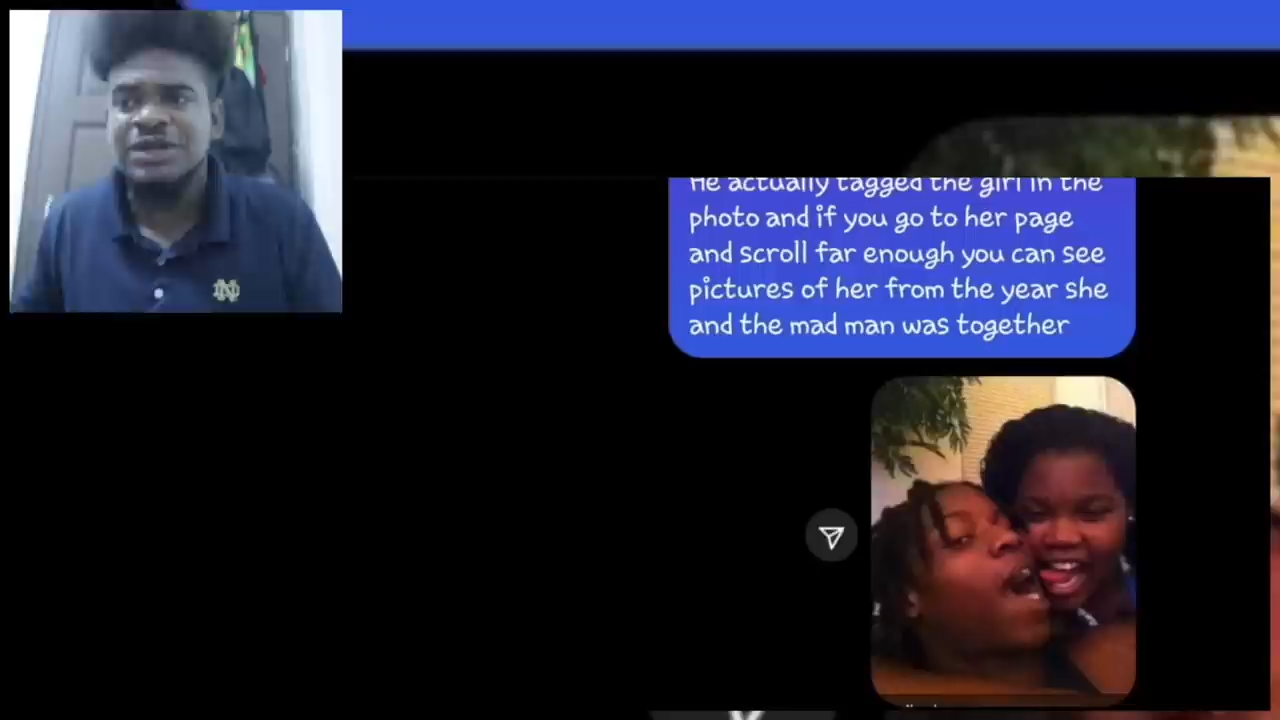 He actually tagged the girl in the
photo and if you go to her page
and scroll far enough you can see
pictures of her from the year she
and the mad man was together
ND